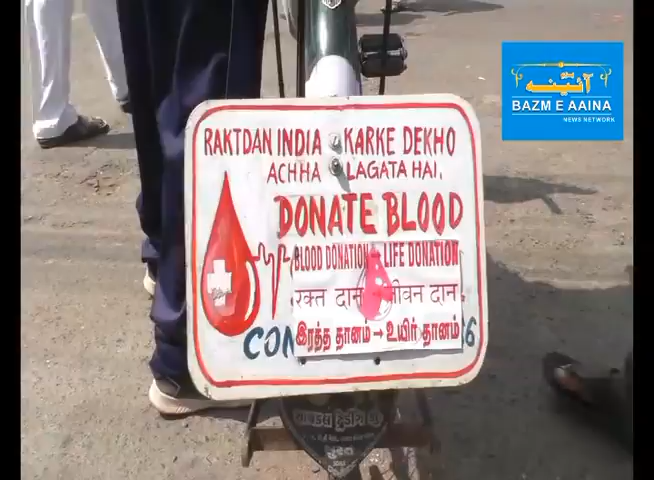 آئینہ
BAZM E AAINA
NEWS NETWORK
RAKTDAN INDIA KARKE DEKHO
ACHHA LAGATA HAI.
DONATE BLOOD
BLOOD DONATION LIFE DONATION
रक्त दान जीवन दान
இரத்த தானம் → உயிர் தானம்
CON 6